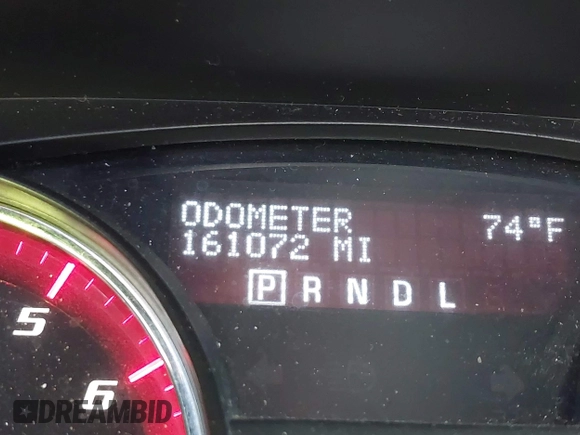 ODOMETER 74°F
161072 MI
P R N D L
5
6
DREAMBID